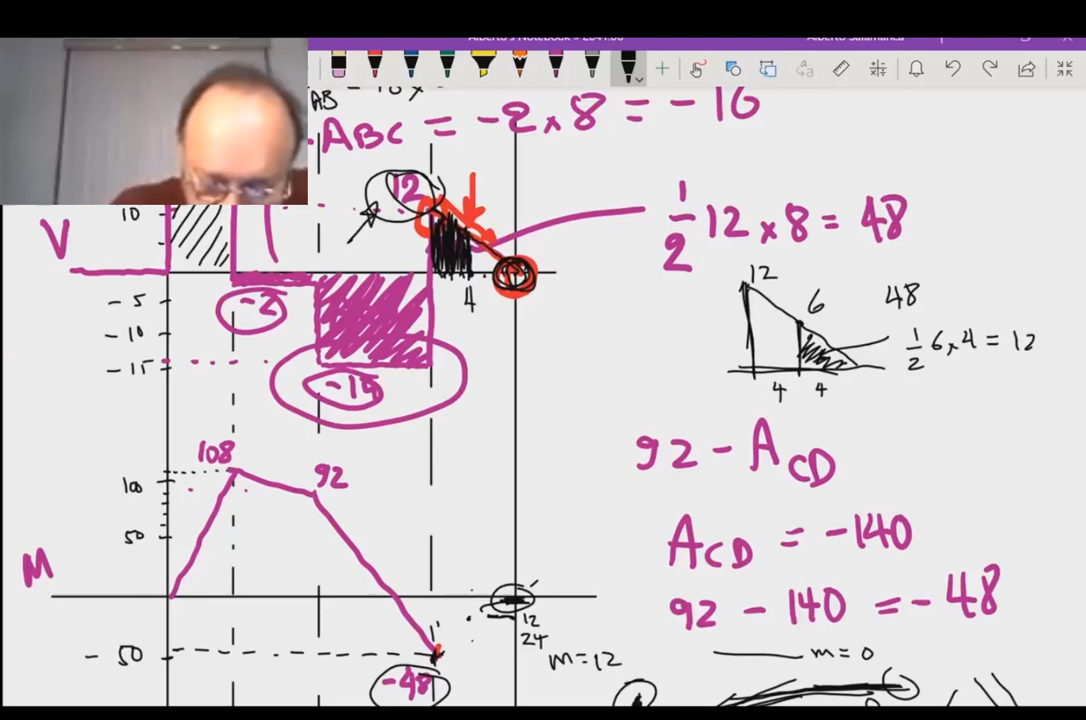 ABC = -2 x 8 = - 16
12
10
V
1/2 12 x 8 = 48
12
6
48
1/2 6 x 4 = 12
4 4
4
-5
-2
-10
-15
-14
108
92
92 - ACD
100
50
ACD = -140
M
92 - 140 = - 48
12
24
-50
m=12
m=0
-48